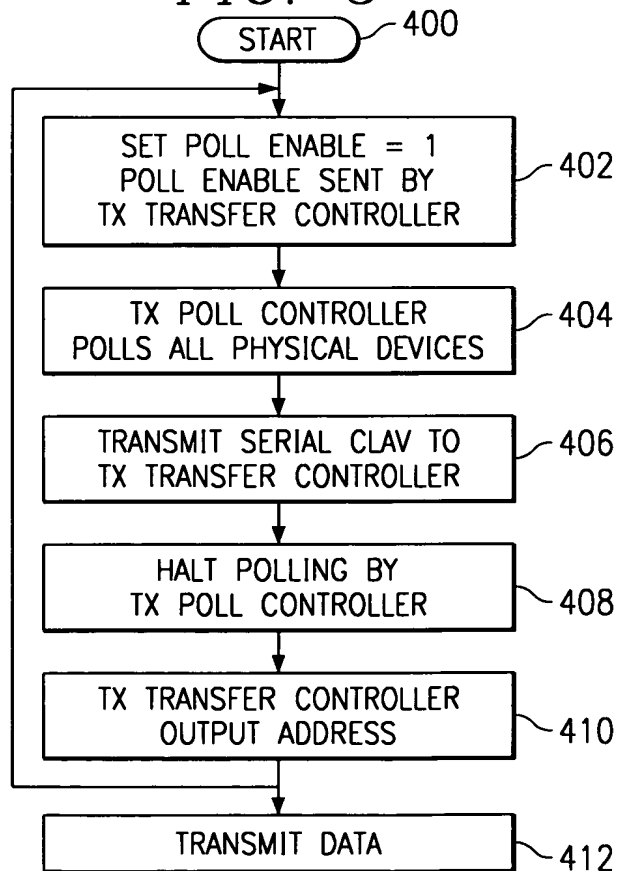 START
400
SET POLL ENABLE = 1
POLL ENABLE SENT BY
TX TRANSFER CONTROLLER
402
TX POLL CONTROLLER
POLLS ALL PHYSICAL DEVICES
404
TRANSMIT SERIAL CLAV TO
TX TRANSFER CONTROLLER
406
HALT POLLING BY
TX POLL CONTROLLER
408
TX TRANSFER CONTROLLER
OUTPUT ADDRESS
410
TRANSMIT DATA
412